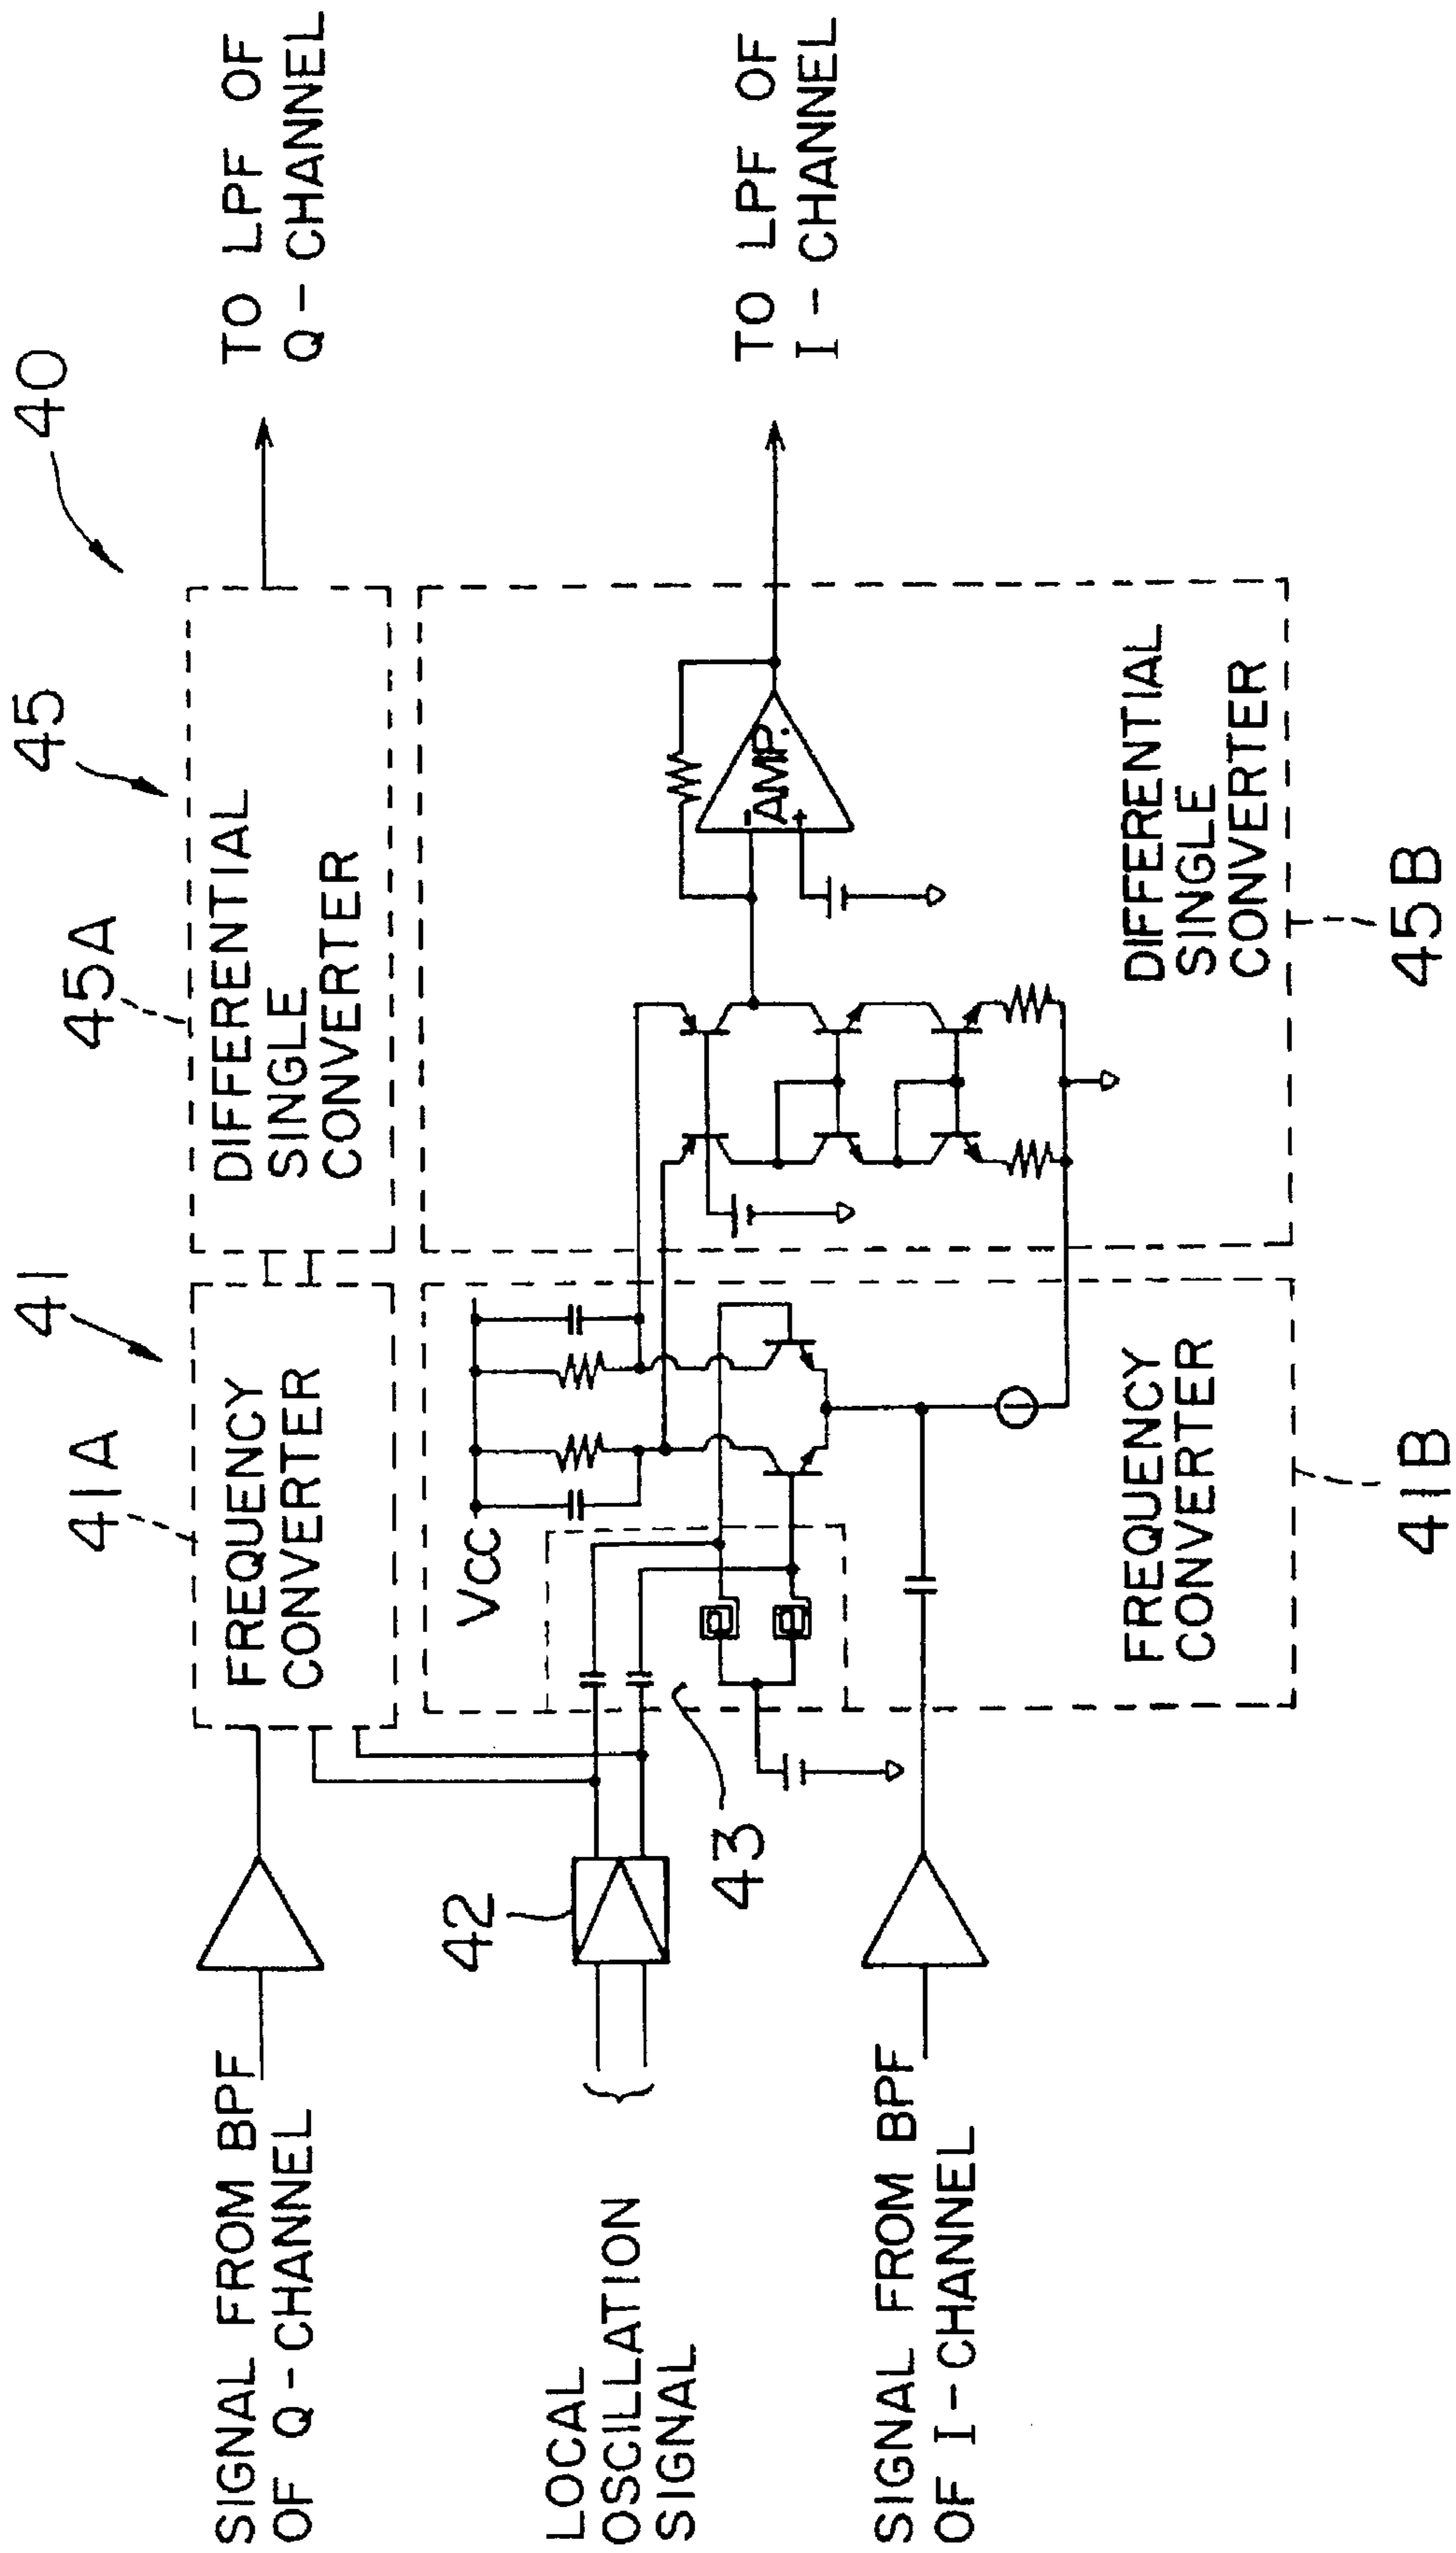 40
45
41
45A
41A
TO LPF OF
Q-CHANNEL
DIFFERENTIAL
SINGLE
CONVERTER
FREQUENCY
CONVERTER
SIGNAL FROM BPF
OF Q-CHANNEL
TO LPF OF
I-CHANNEL
AMP.
-
+
VCC
42
43
LOCAL
OSCILLATION
SIGNAL
SIGNAL FROM BPF
OF I-CHANNEL
FREQUENCY
CONVERTER
DIFFERENTIAL
SINGLE
CONVERTER
41B
45B